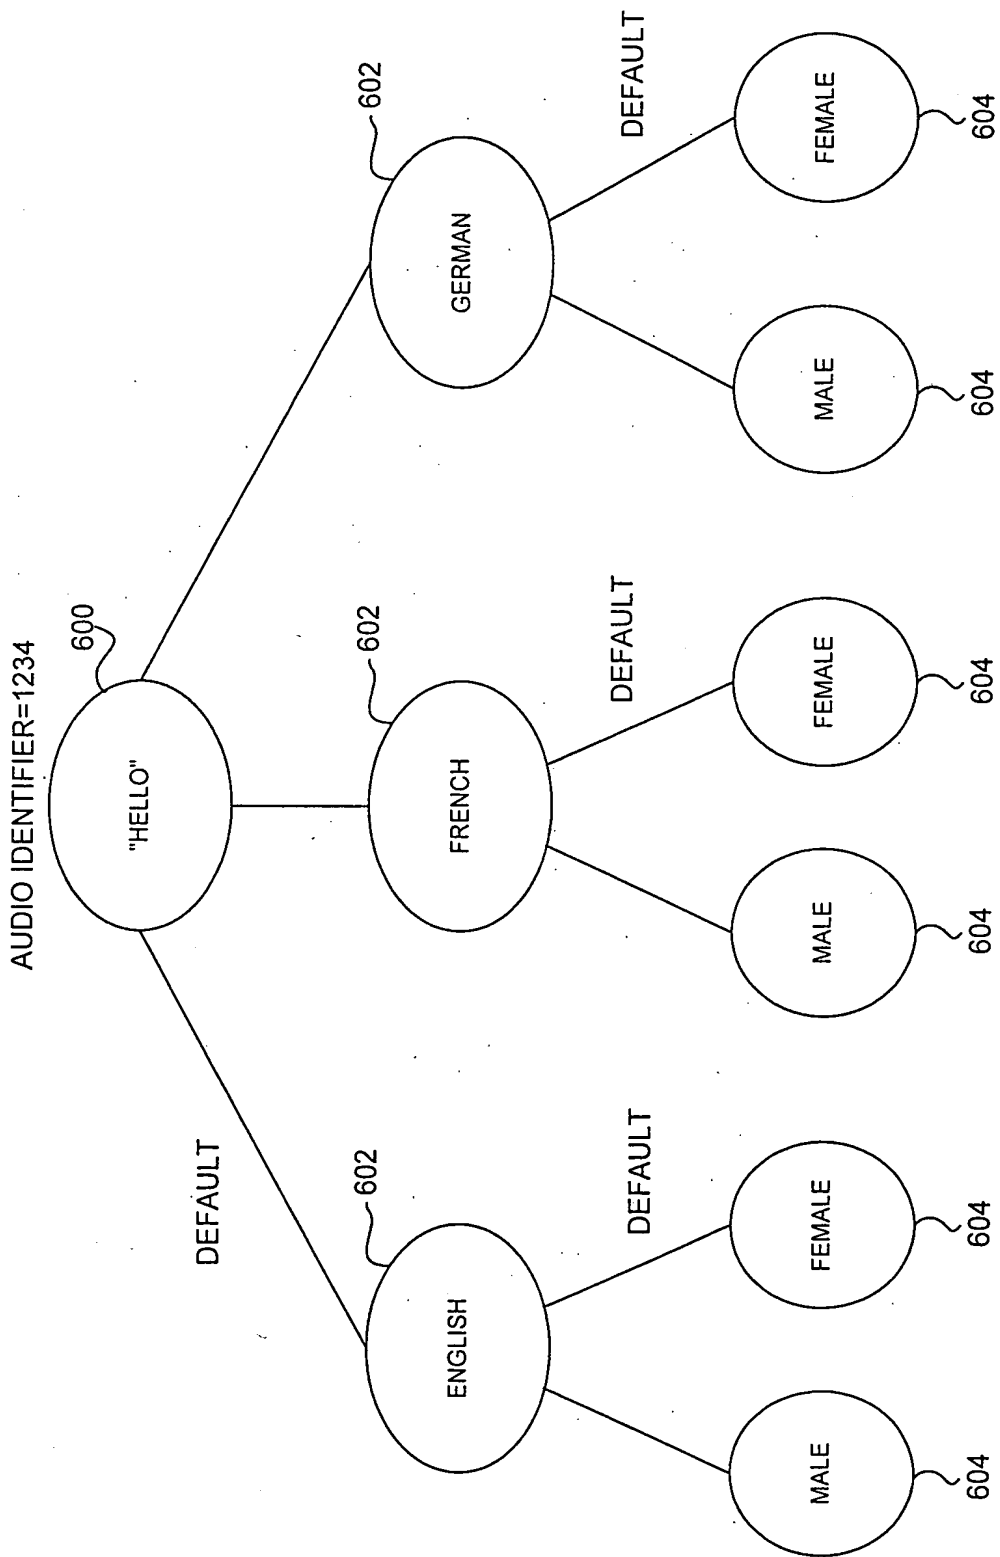 AUDIO IDENTIFIER=1234
600
"HELLO"
DEFAULT
602
602
602
ENGLISH
FRENCH
GERMAN
DEFAULT
DEFAULT
DEFAULT
MALE
FEMALE
MALE
FEMALE
MALE
FEMALE
604
604
604
604
604
604